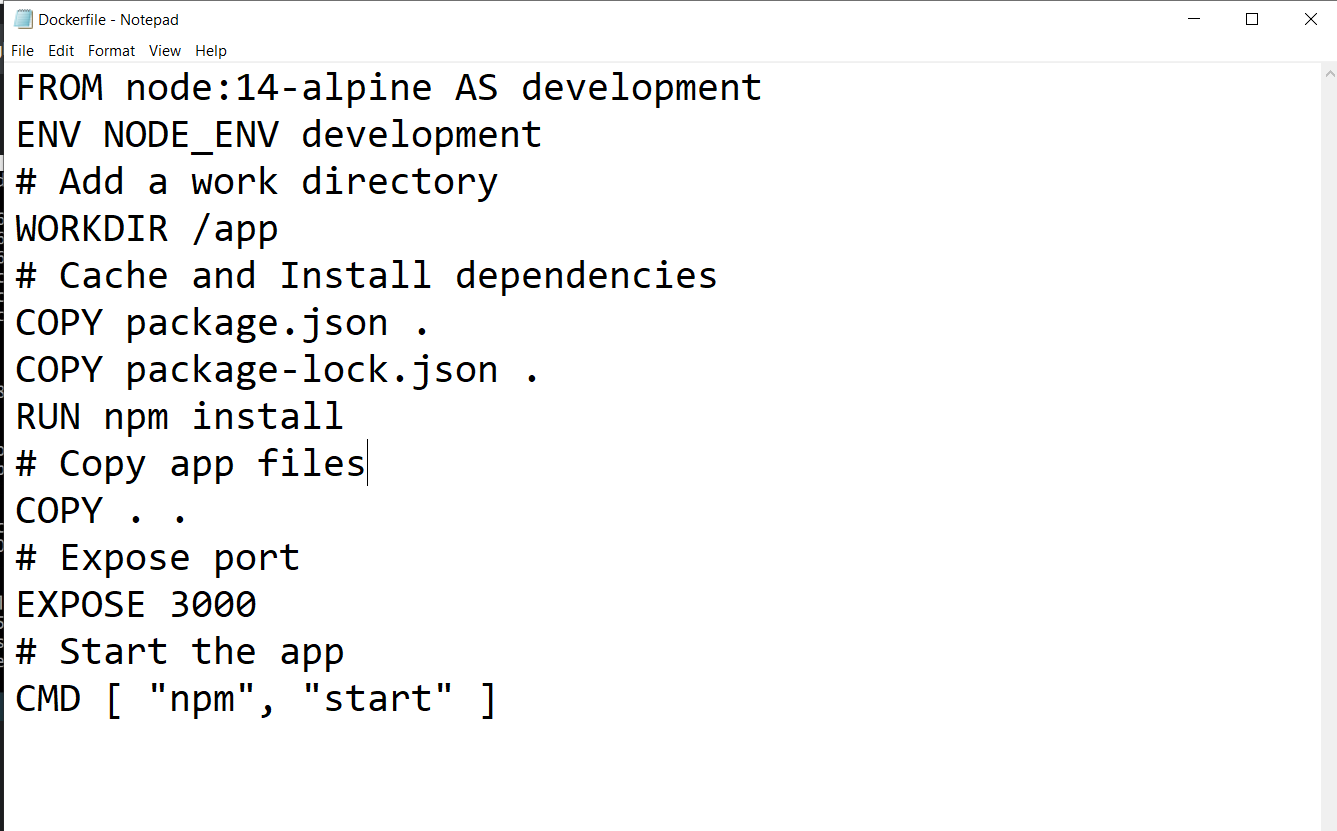 Dockerfile - Notepad
File Edit Format View Help
FROM node:14-alpine AS development
ENV NODE_ENV development
# Add a work directory
WORKDIR /app
# Cache and Install dependencies
COPY package.json .
COPY package-lock.json .
RUN npm install
# Copy app files
COPY . .
# Expose port
EXPOSE 3000
# Start the app
CMD [ "npm", "start" ]